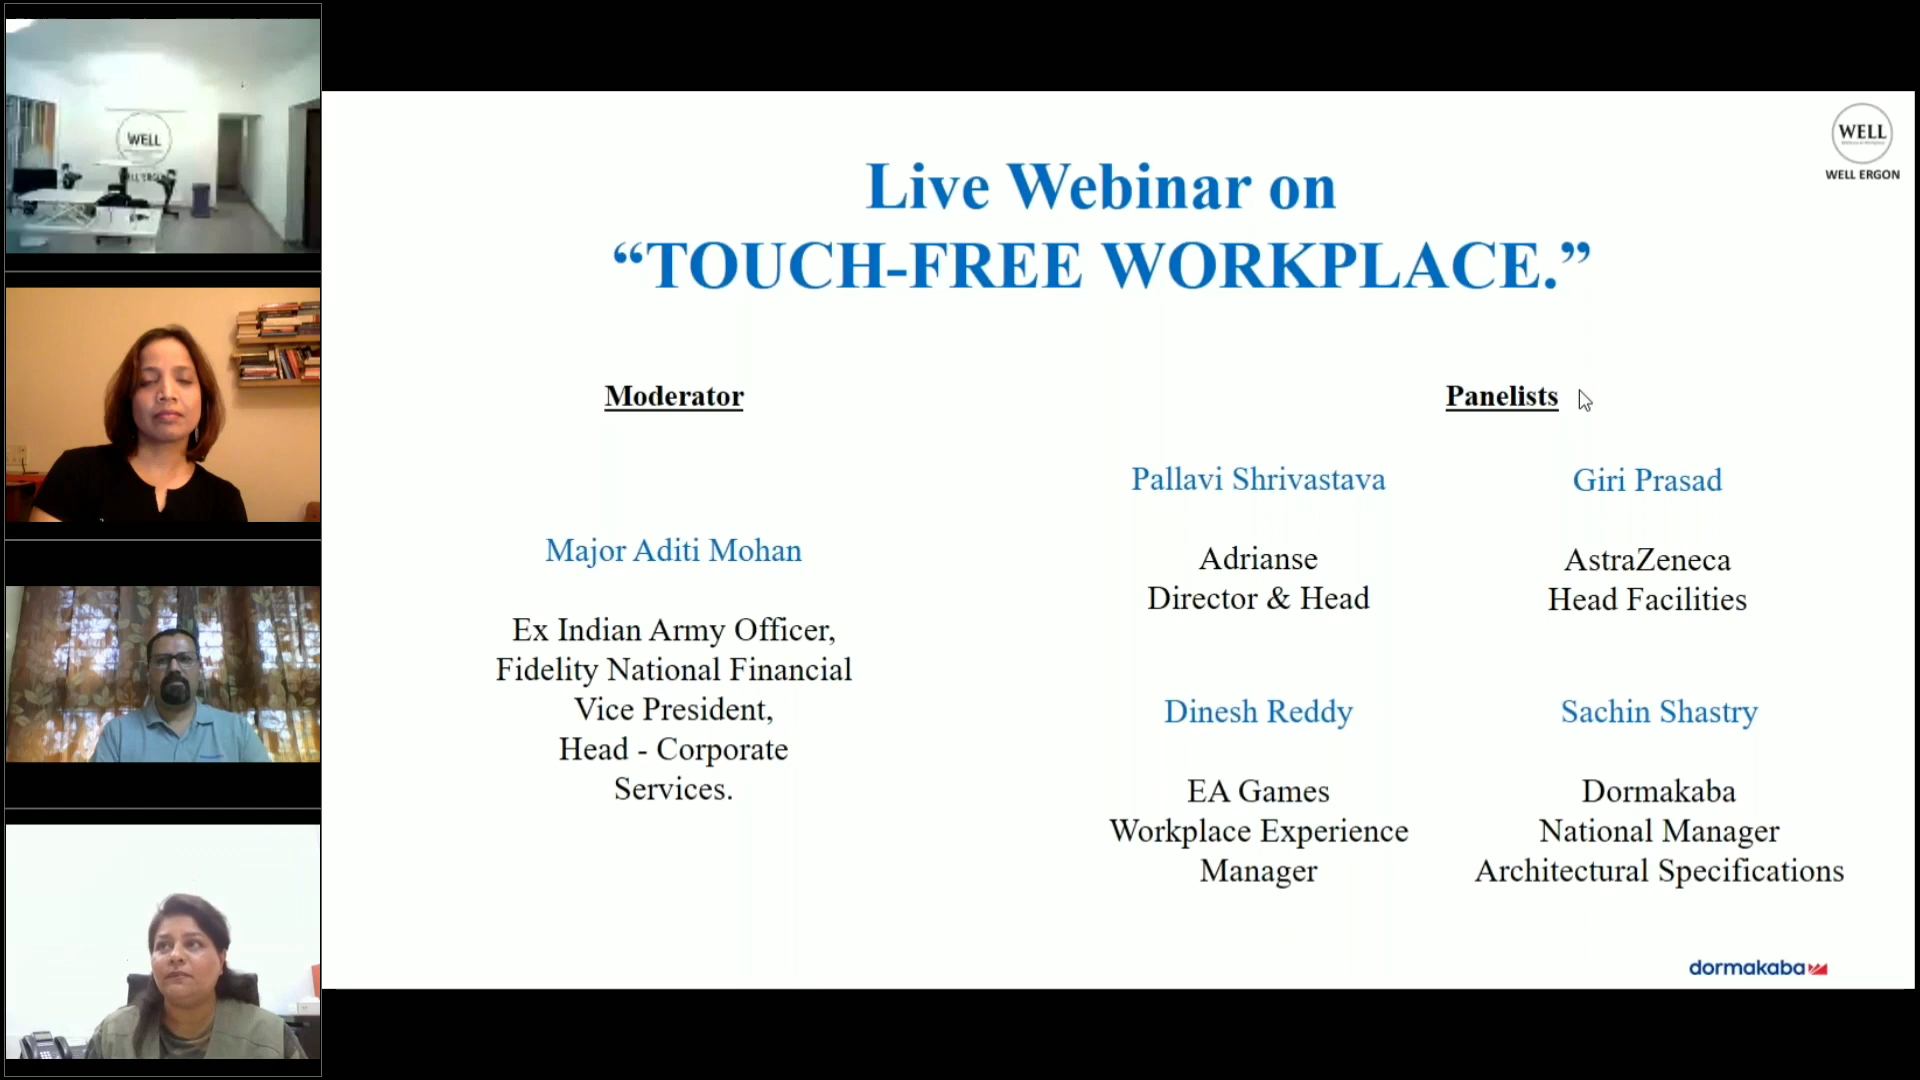 WELL
WELL ERGON
Live Webinar on
“TOUCH-FREE WORKPLACE.”
Moderator
Major Aditi Mohan
Ex Indian Army Officer,
Fidelity National Financial
Vice President,
Head - Corporate
Services.
Panelists
Pallavi Shrivastava
Adrianse
Director & Head
Giri Prasad
AstraZeneca
Head Facilities
Dinesh Reddy
EA Games
Workplace Experience
Manager
Sachin Shastry
Dormakaba
National Manager
Architectural Specifications
dormakaba
WELL